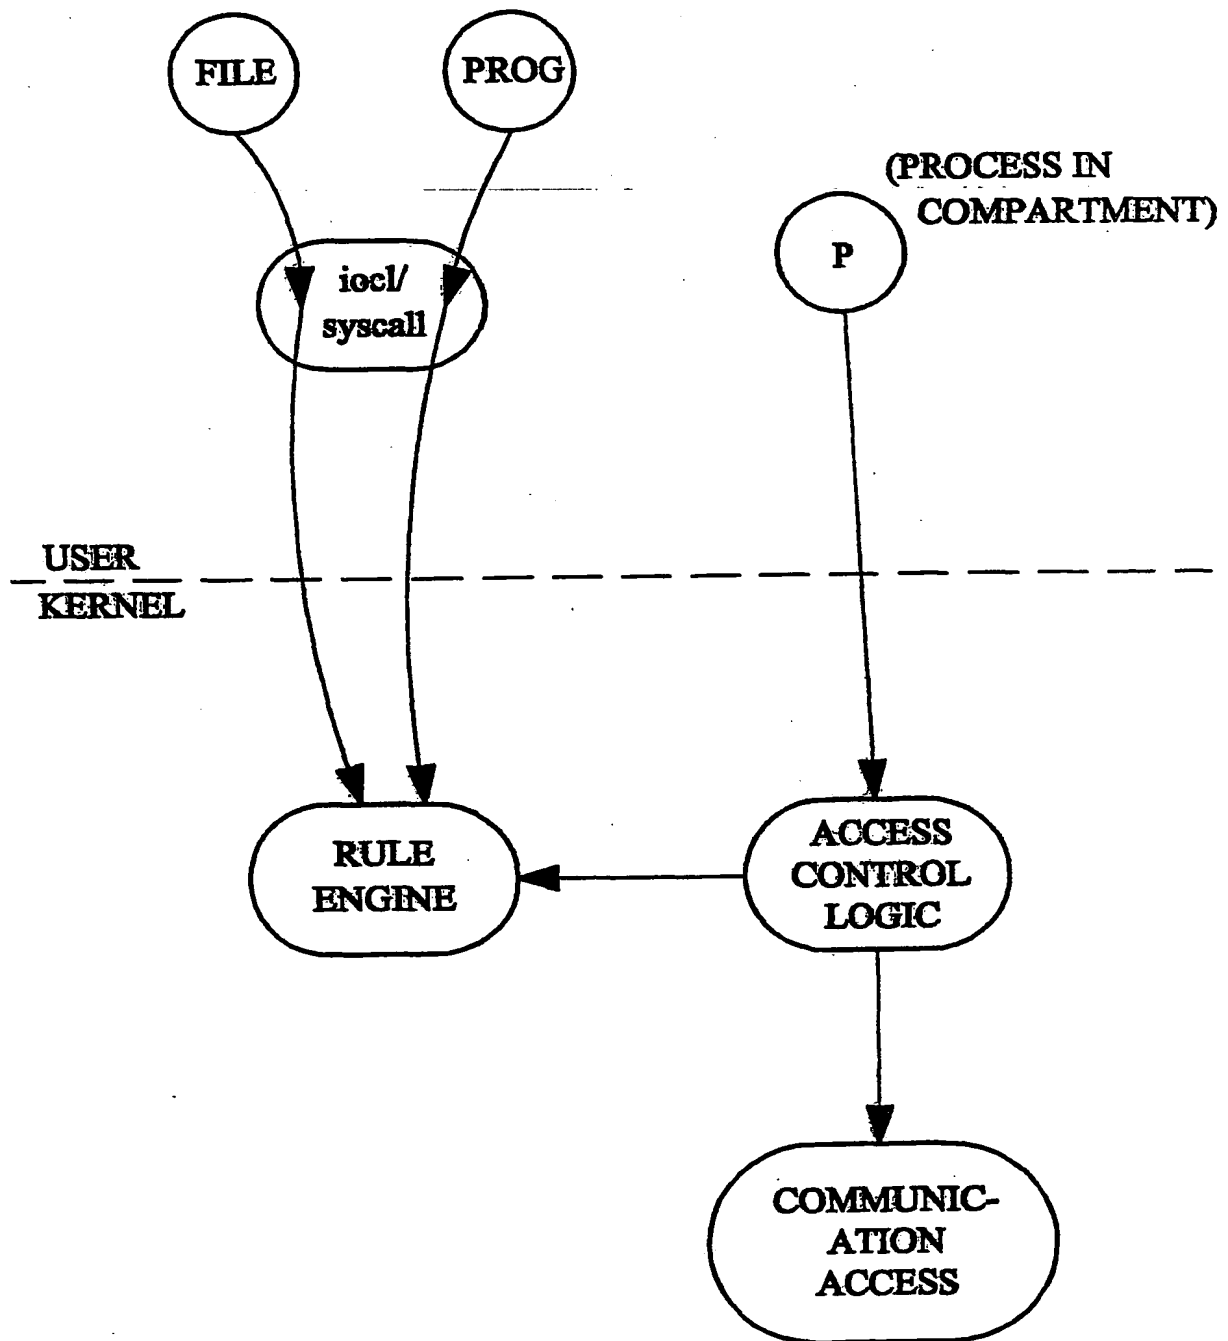 FILE
PROG
(PROCESS IN
COMPARTMENT)
P
iocl/
syscall
USER
KERNEL
RULE
ENGINE
ACCESS
CONTROL
LOGIC
COMMUNIC-
ATION
ACCESS